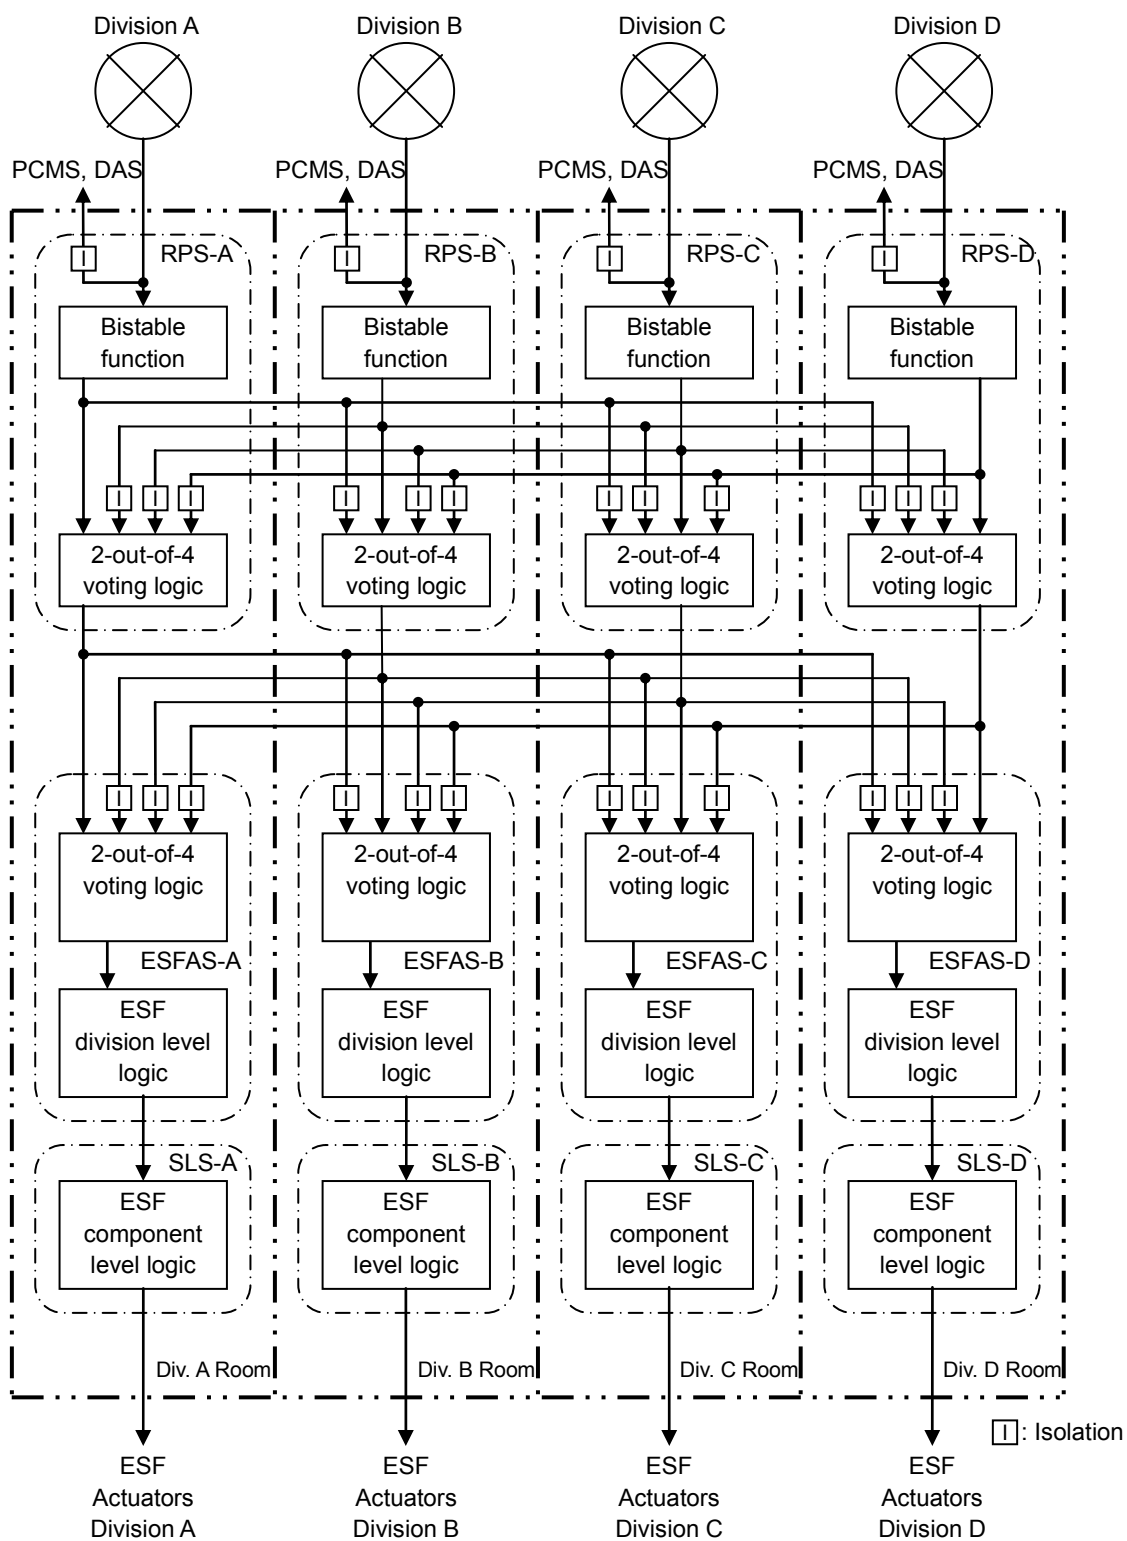 Division A
Division B
Division C
Division D
PCMS, DAS
PCMS, DAS
PCMS, DAS
PCMS, DAS
I
RPS-A
I
RPS-B
I
RPS-C
I
RPS-D
Bistable
function
Bistable
function
Bistable
function
Bistable
function
I I I
I I I
I I I
I I I
2-out-of-4
voting logic
2-out-of-4
voting logic
2-out-of-4
voting logic
2-out-of-4
voting logic
I I I
I I I
I I I
I I I
2-out-of-4
voting logic
2-out-of-4
voting logic
2-out-of-4
voting logic
2-out-of-4
voting logic
ESFAS-A
ESFAS-B
ESFAS-C
ESFAS-D
ESF
division level
logic
ESF
division level
logic
ESF
division level
logic
ESF
division level
logic
SLS-A
SLS-B
SLS-C
SLS-D
ESF
component
level logic
ESF
component
level logic
ESF
component
level logic
ESF
component
level logic
Div. A Room
Div. B Room
Div. C Room
Div. D Room
I : Isolation
ESF
Actuators
Division A
ESF
Actuators
Division B
ESF
Actuators
Division C
ESF
Actuators
Division D